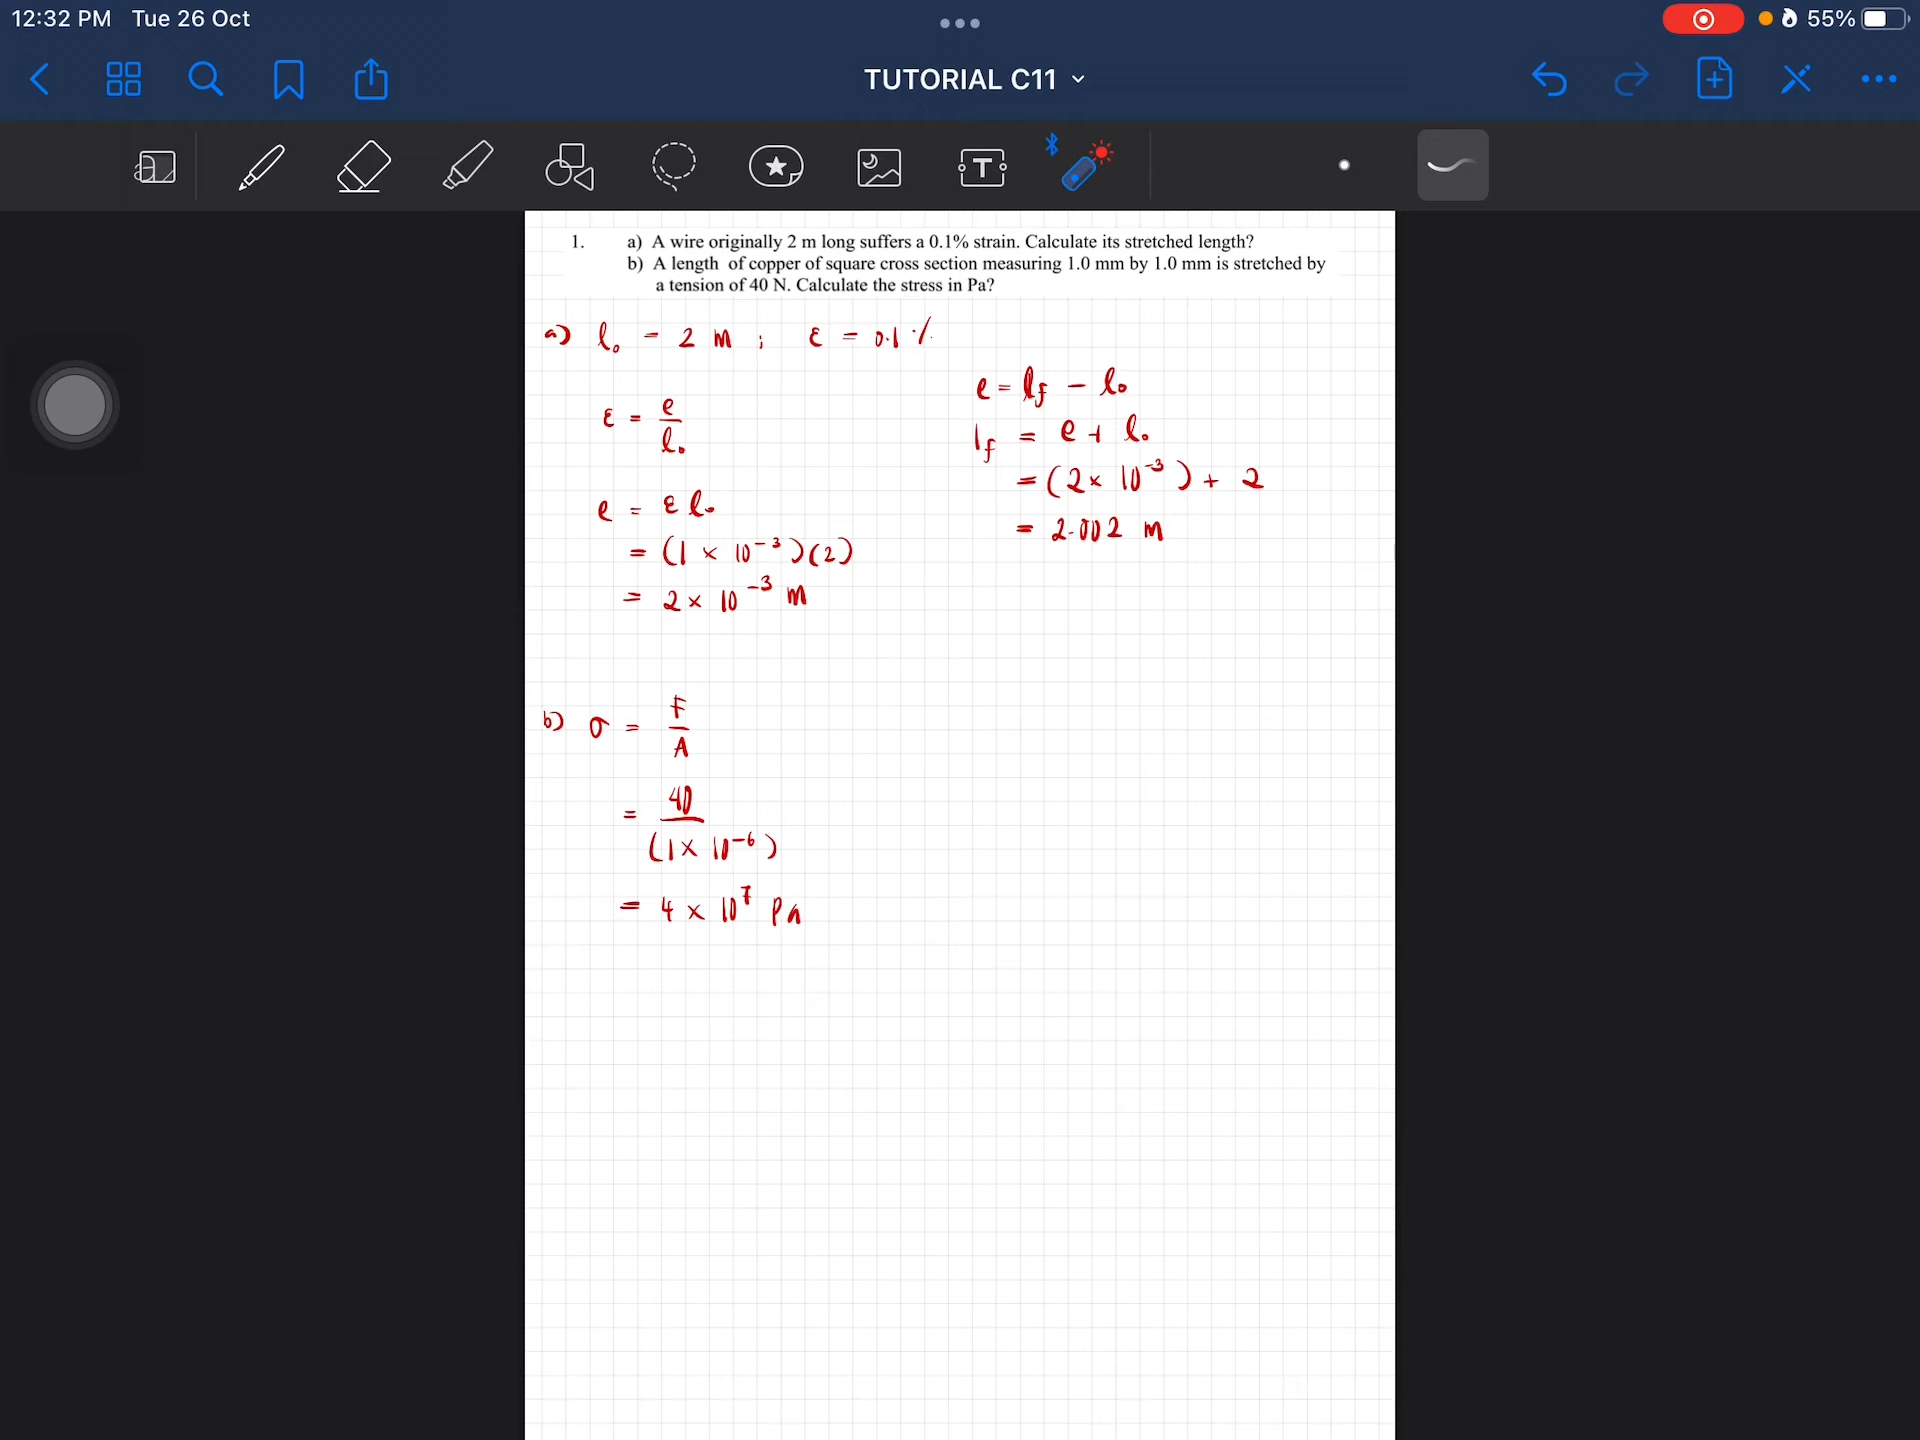 12:32 PM Tue 26 Oct
55%
TUTORIAL C11
T
1. a) A wire originally 2 m long suffers a 0.1% strain. Calculate its stretched length?
b) A length of copper of square cross section measuring 1.0 mm by 1.0 mm is stretched by
a tension of 40 N. Calculate the stress in Pa?
a) l₀ = 2 m ; ε = 0.1 %
ε = e / l₀
e = ε l₀
= (1 × 10⁻³)(2)
= 2 × 10⁻³ m
e = lf − l₀
lf = e + l₀
= (2 × 10⁻³) + 2
= 2.002 m
b) σ = F / A
= 40 / (1 × 10⁻⁶)
= 4 × 10⁷ Pa